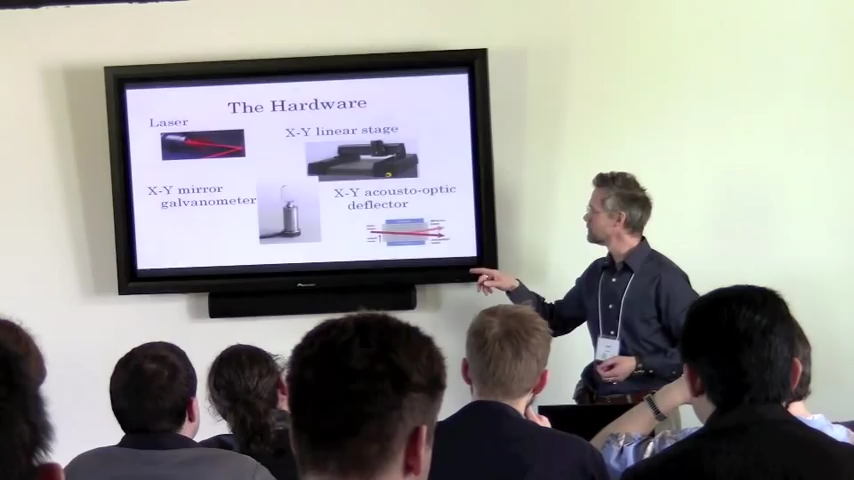 The Hardware
Laser
X-Y linear stage
X-Y mirror
galvanometer
X-Y acousto-optic
deflector